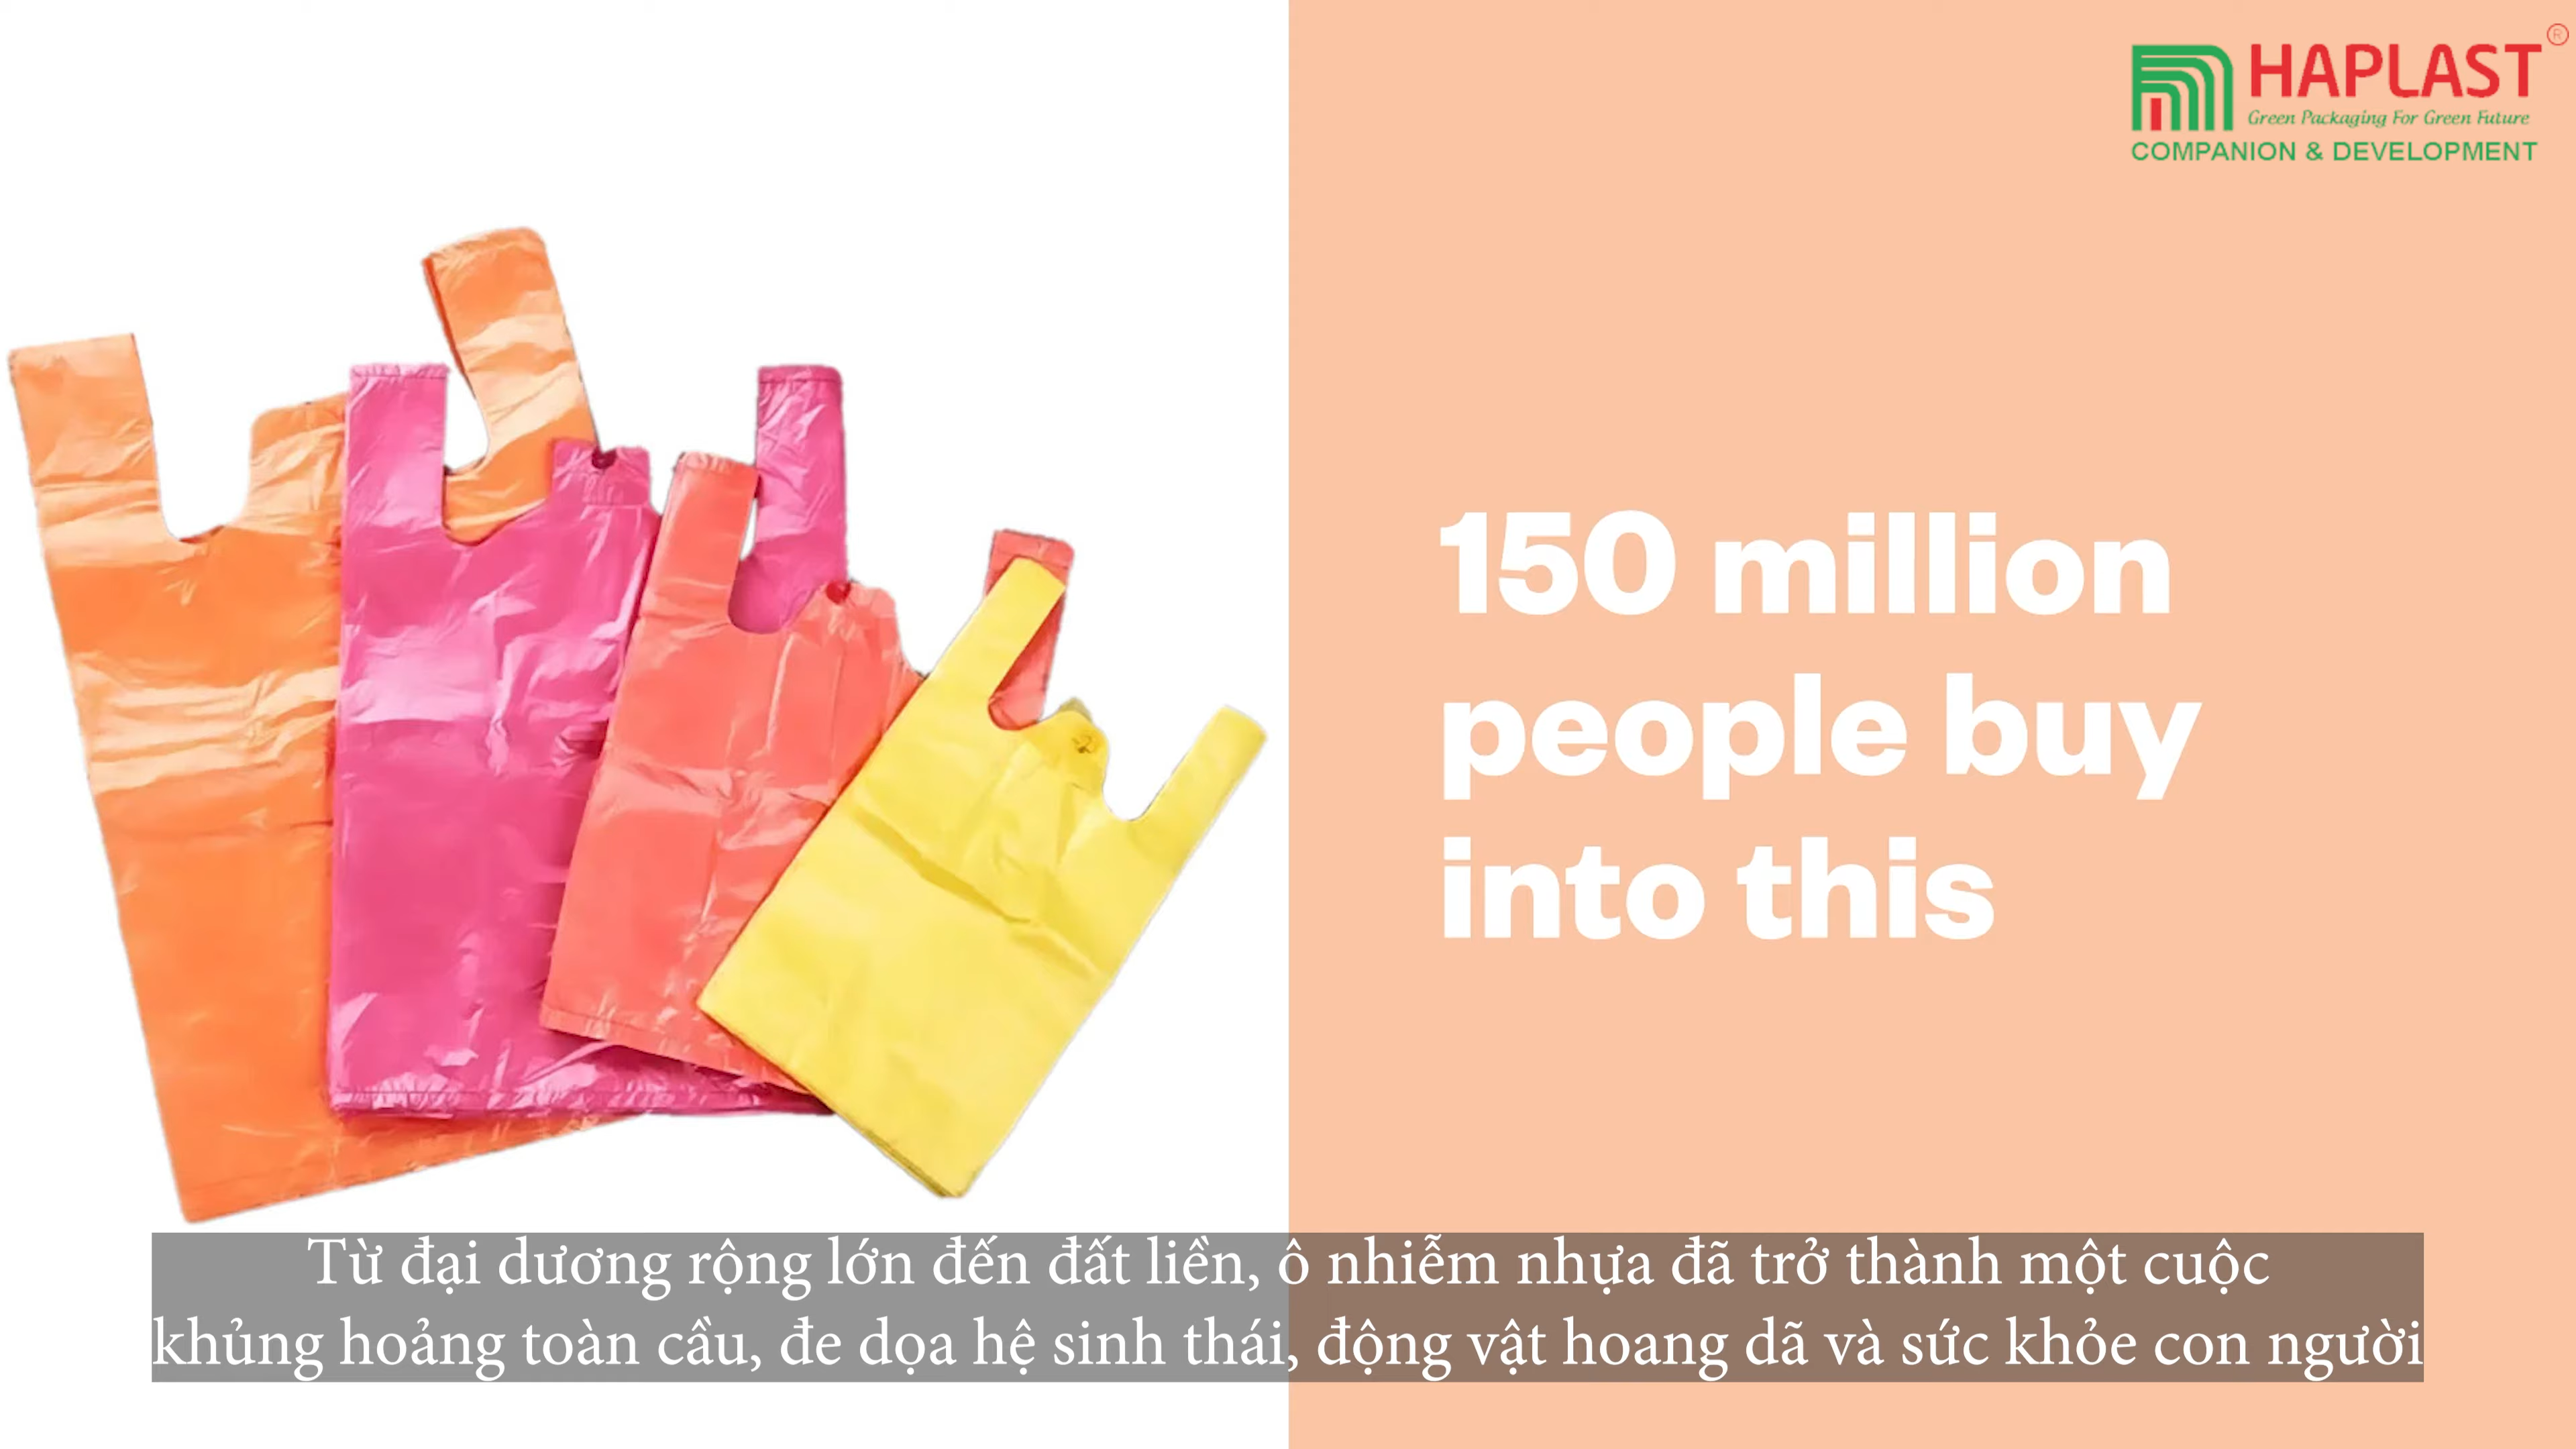 HAPLAST ®
Green Packaging For Green Future
COMPANION & DEVELOPMENT
150 million
people buy
into this
Từ đại dương rộng lớn đến đất liền, ô nhiễm nhựa đã trở thành một cuộc
khủng hoảng toàn cầu, đe dọa hệ sinh thái, động vật hoang dã và sức khỏe con người